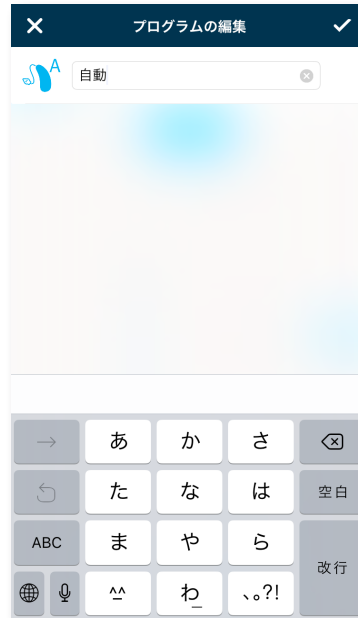 プログラムの編集
A
自動
→ あ か さ
た な は 空白
ABC ま や ら
改行
^^ わ_ 、。?!